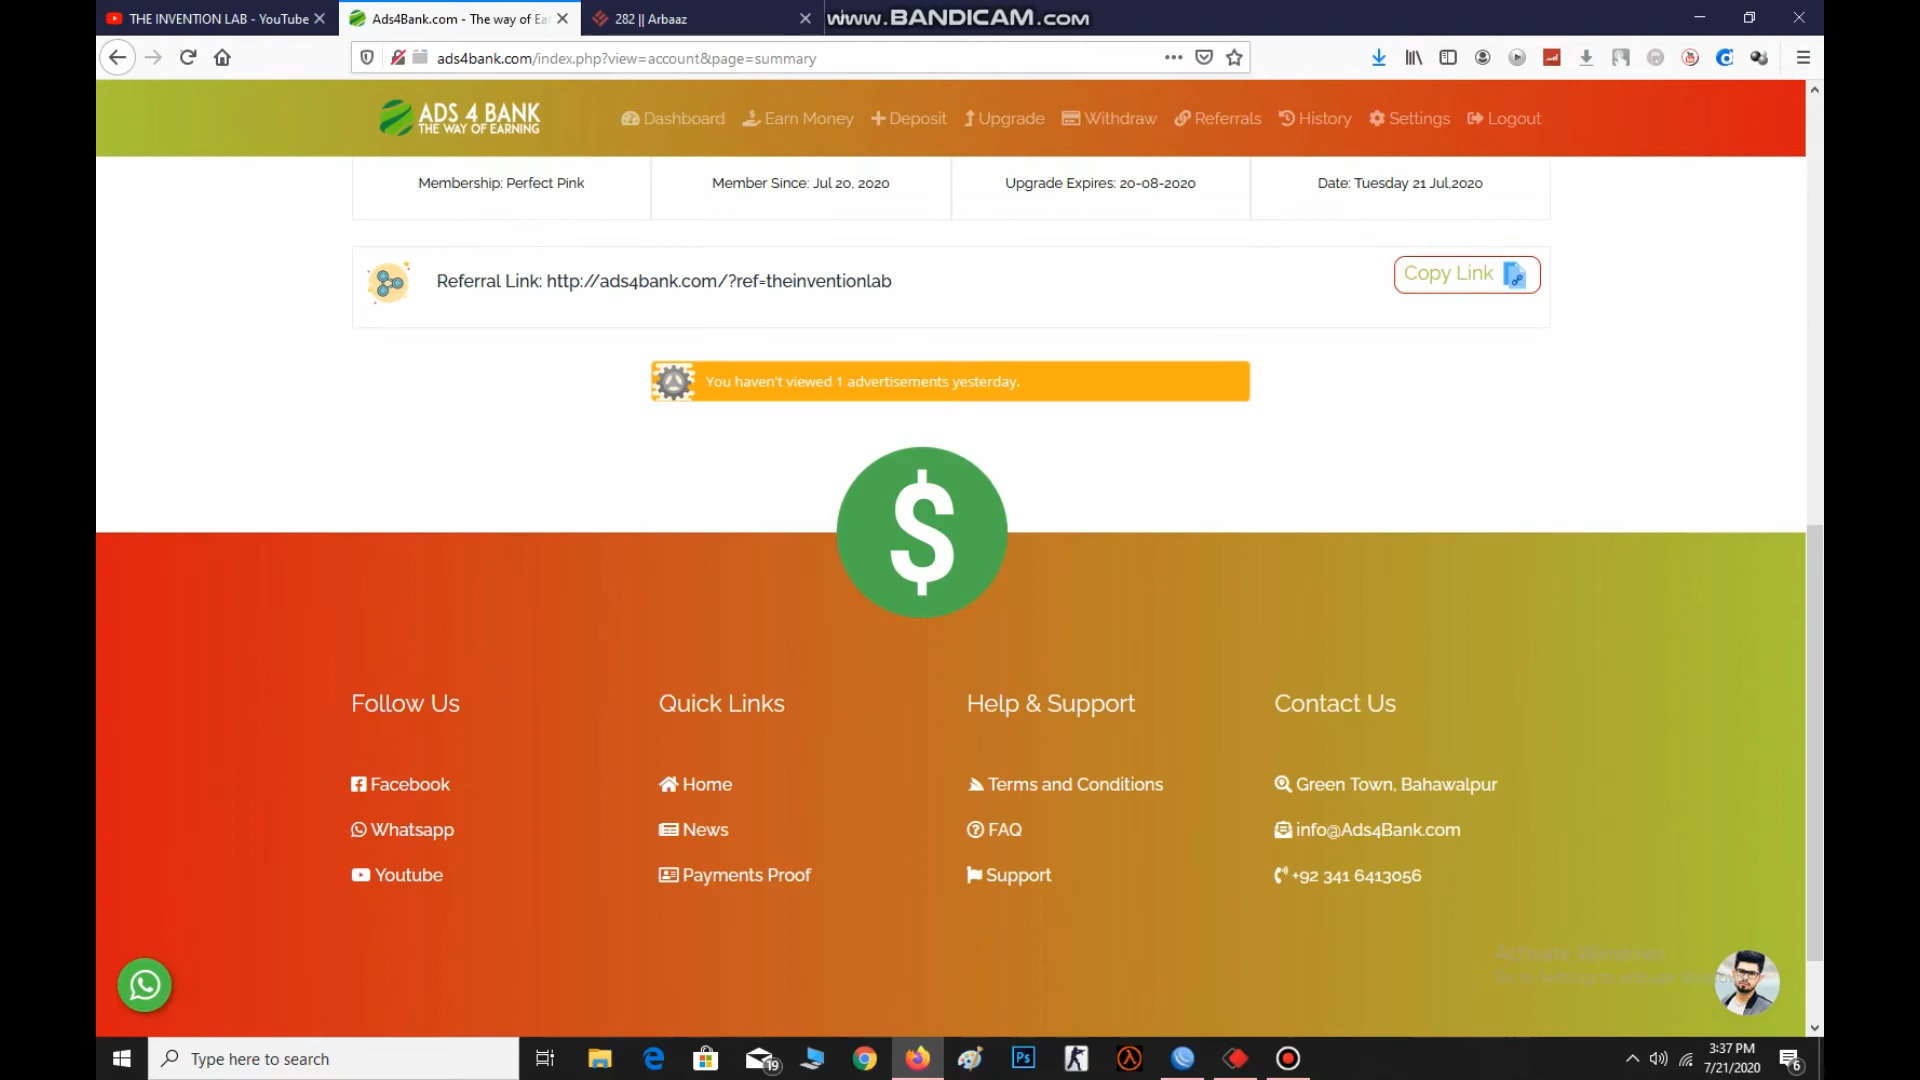 THE INVENTION LAB - YouTube
Ads4Bank.com - The way of Ea
282 || Arbaaz
www.BANDICAM.com
ads4bank.com/index.php?view=account&page=summary
ADS 4 BANK
THE WAY OF EARNING
Dashboard
Earn Money
Deposit
Upgrade
Withdraw
Referrals
History
Settings
Logout
Membership: Perfect Pink
Member Since: Jul 20, 2020
Upgrade Expires: 20-08-2020
Date: Tuesday 21 Jul,2020
Referral Link: http://ads4bank.com/?ref=theinventionlab
Copy Link
You haven't viewed 1 advertisements yesterday.
$
Follow Us
Quick Links
Help & Support
Contact Us
Facebook
Home
Terms and Conditions
Green Town, Bahawalpur
Whatsapp
News
FAQ
info@Ads4Bank.com
Youtube
Payments Proof
Support
+92 341 6413056
Activate Windows
Type here to search
19
Ps
3:37 PM
7/21/2020
6